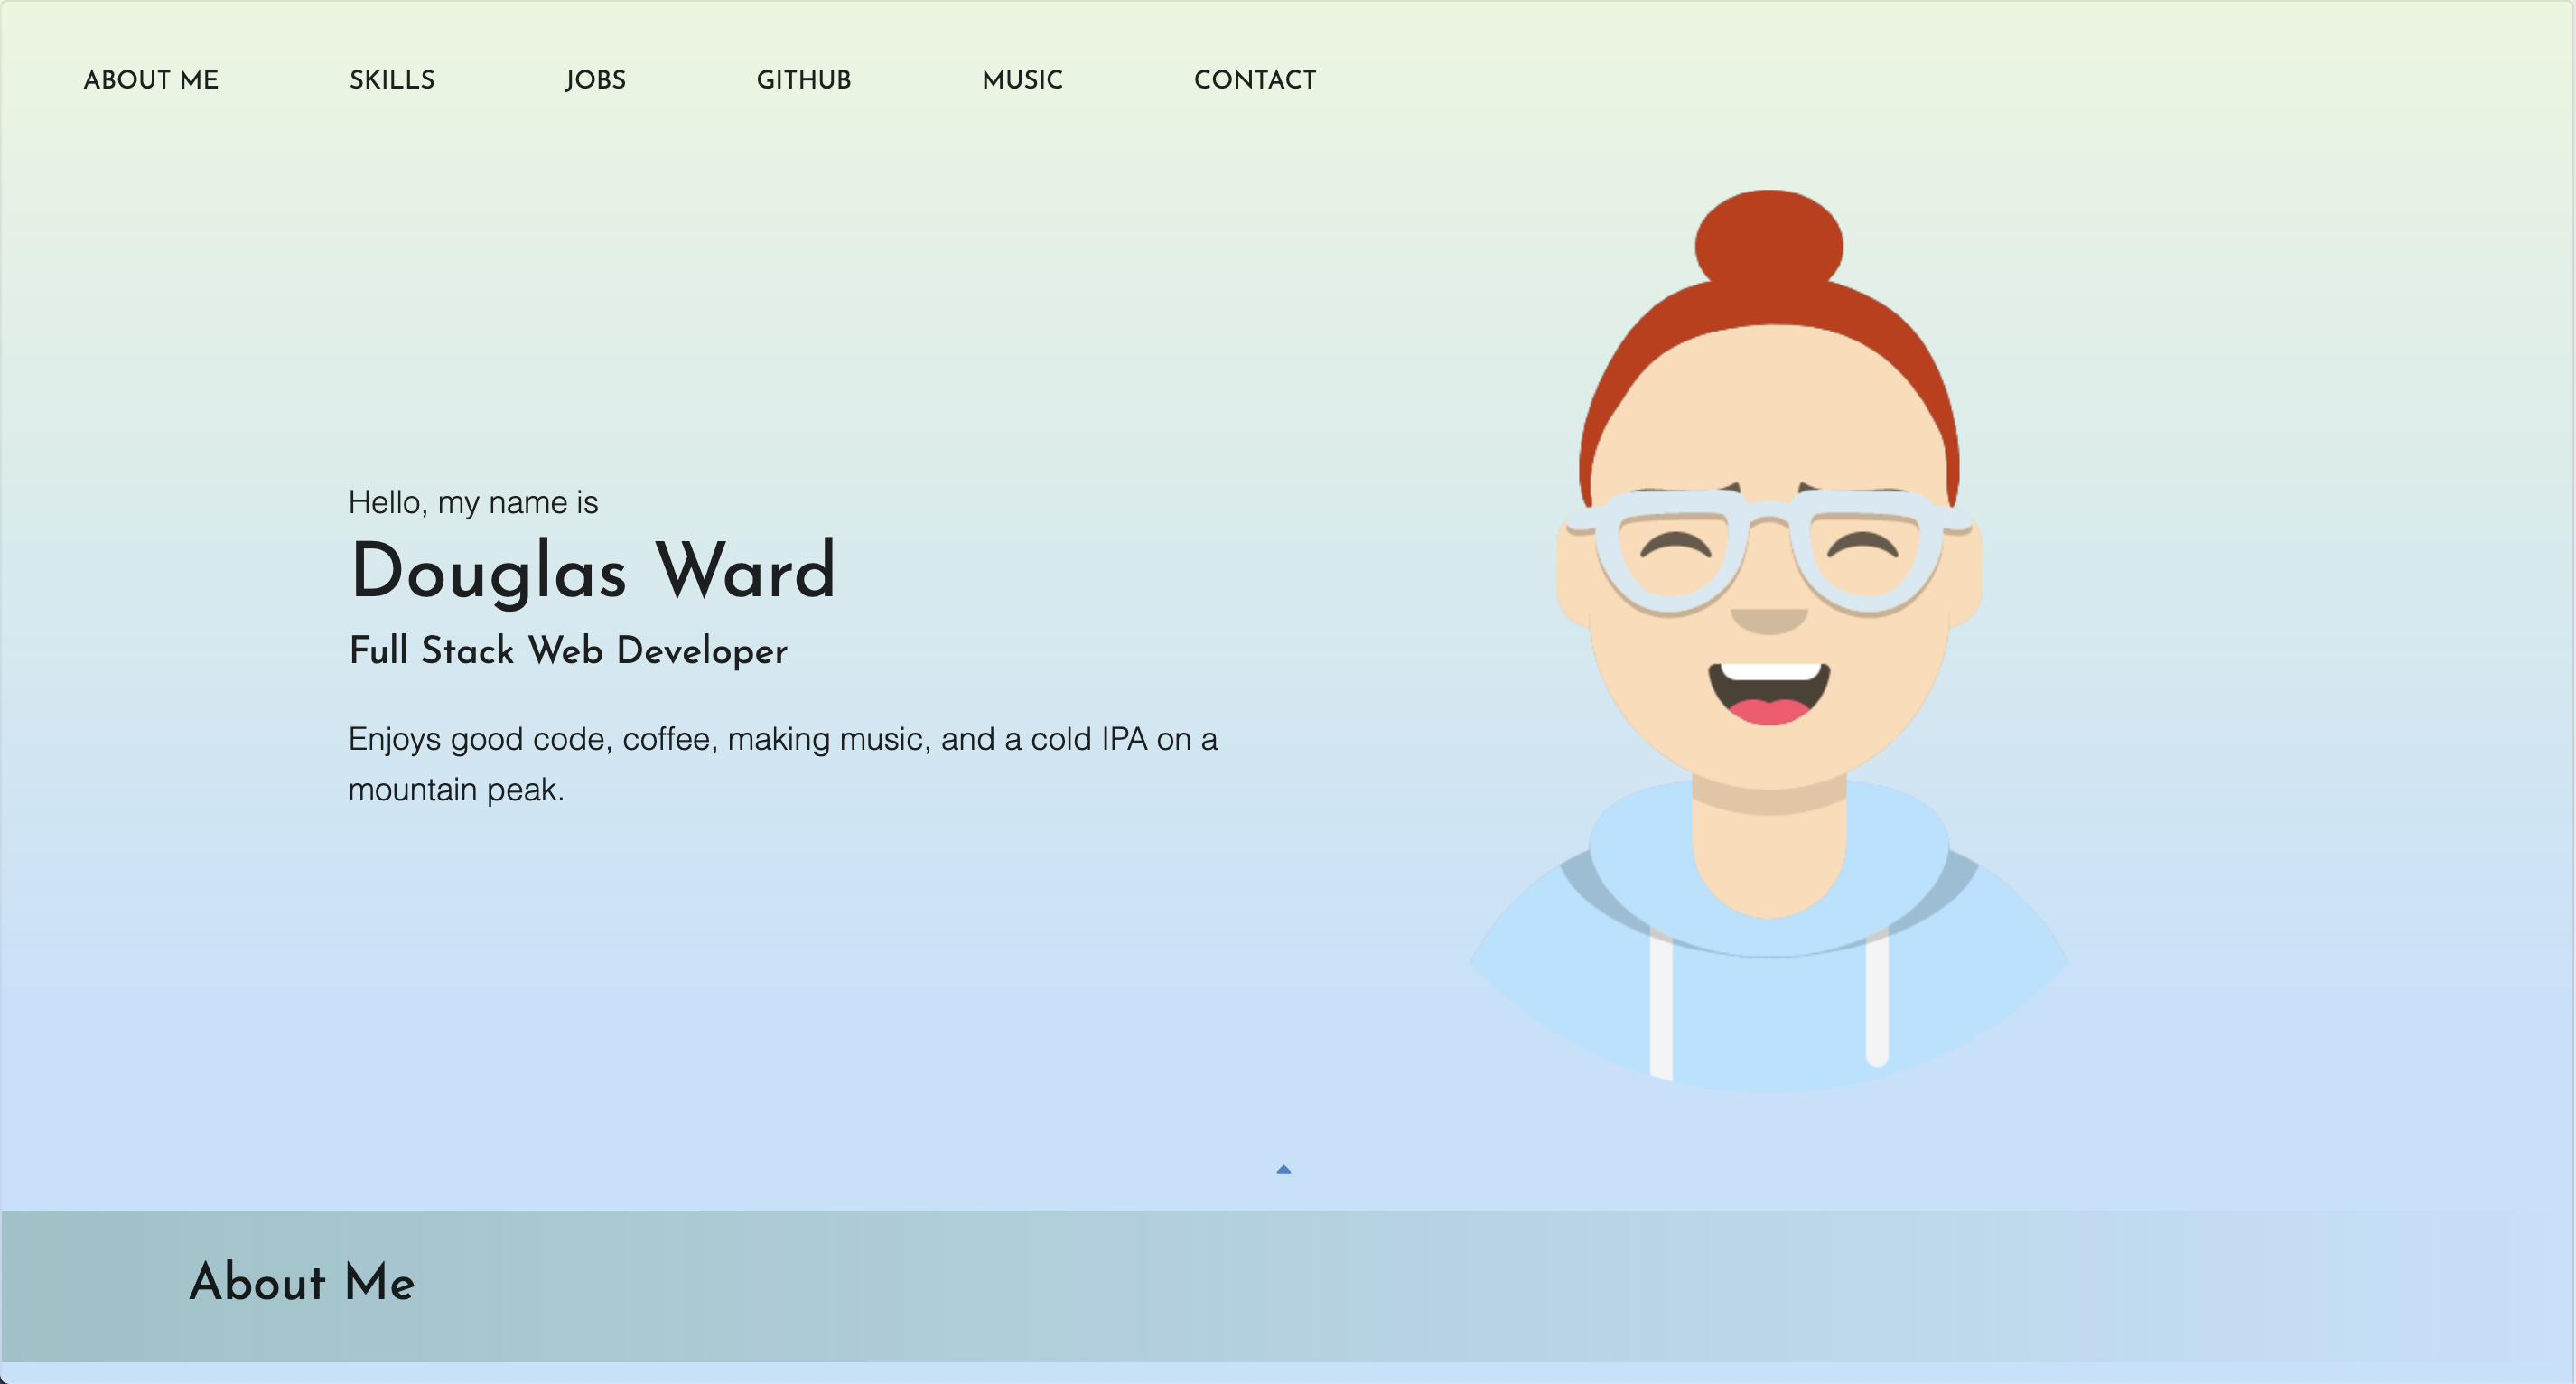 ABOUT ME SKILLS JOBS GITHUB MUSIC CONTACT
Hello, my name is
Douglas Ward
Full Stack Web Developer
Enjoys good code, coffee, making music, and a cold IPA on a
mountain peak.
About Me